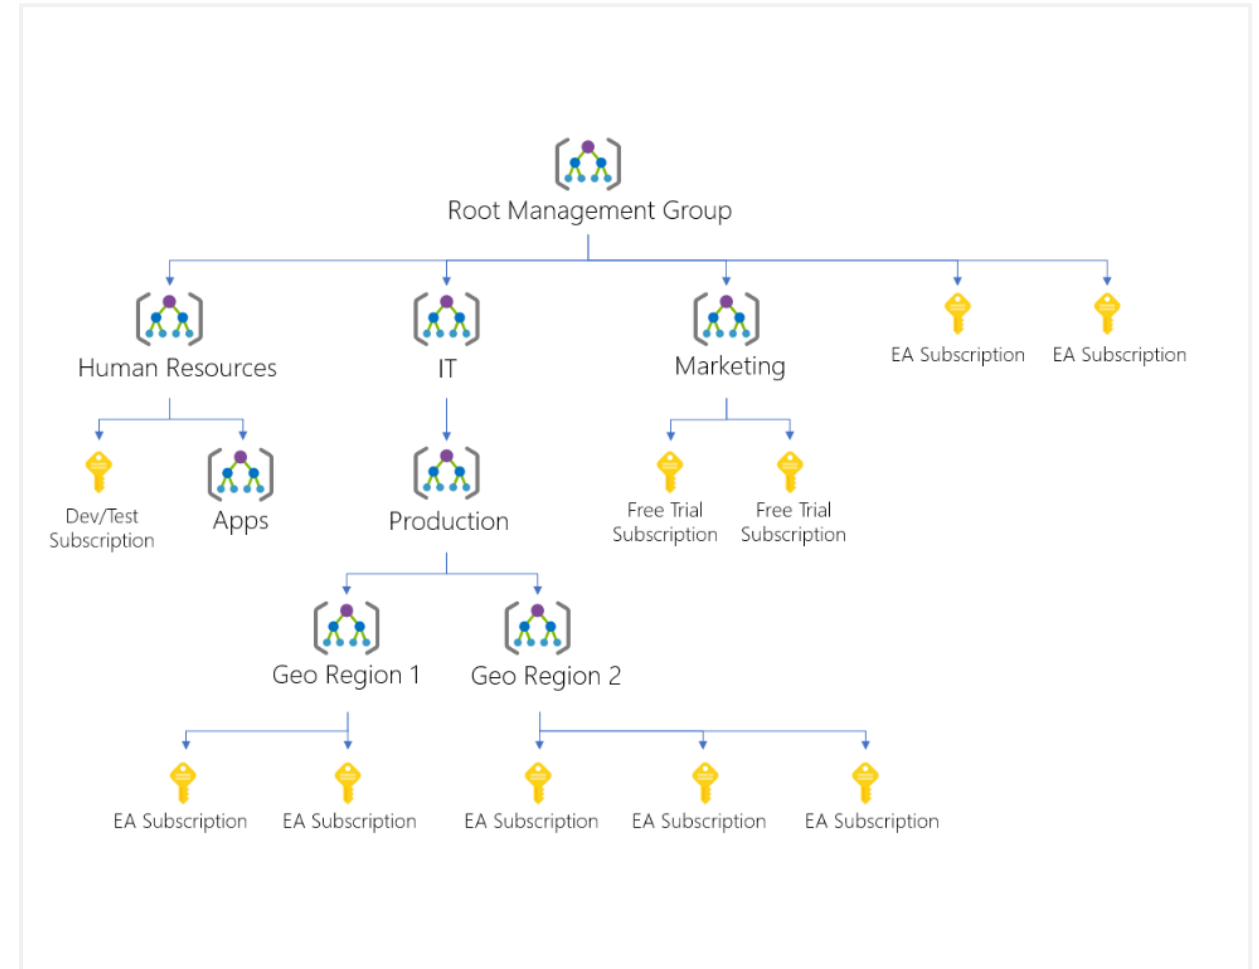 Root Management Group
Human Resources
IT
Marketing
EA Subscription
EA Subscription
Dev/Test
Subscription
Apps
Production
Free Trial
Subscription
Free Trial
Subscription
Geo Region 1
Geo Region 2
EA Subscription
EA Subscription
EA Subscription
EA Subscription
EA Subscription